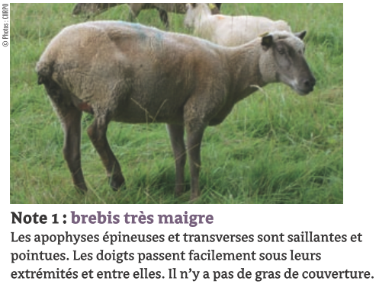 © Photos : CIIRPO
Note 1 : brebis très maigre
Les apophyses épineuses et transverses sont saillantes et
pointues. Les doigts passent facilement sous leurs
extrémités et entre elles. Il n’y a pas de gras de couverture.